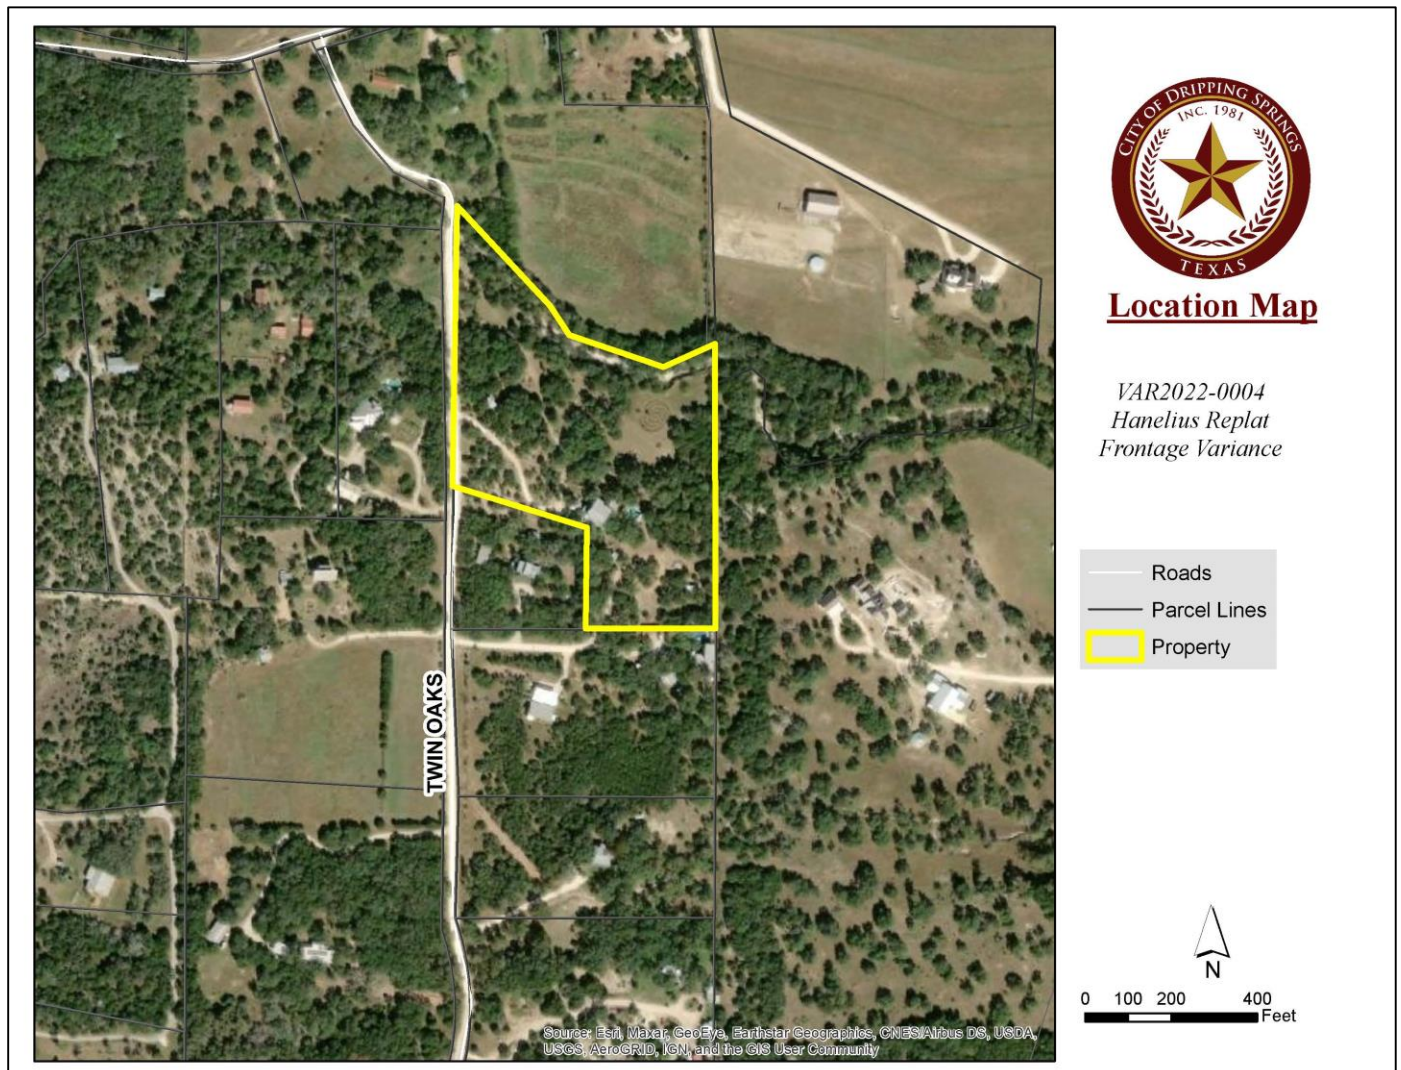 CITY OF DRIPPING SPRINGS
INC. 1981
TEXAS
Location Map
VAR2022-0004
Hanelius Replat
Frontage Variance
Roads
Parcel Lines
Property
TWIN OAKS
N
0 100 200 400
Feet
Source: Esri, Maxar, GeoEye, Earthstar Geographics, CNES/Airbus DS, USDA,
USGS, AeroGRID, IGN, and the GIS User Community